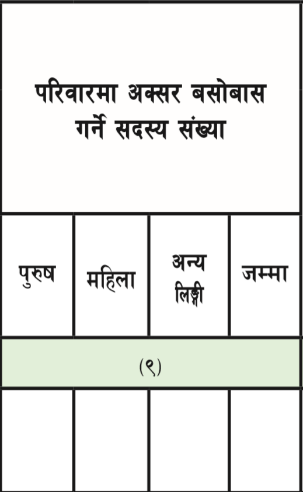 परिवारमा अक्सर बसोबास
गर्ने सदस्य संख्या
पुरुष महिला अन्य लिङ्गी जम्मा
(९)